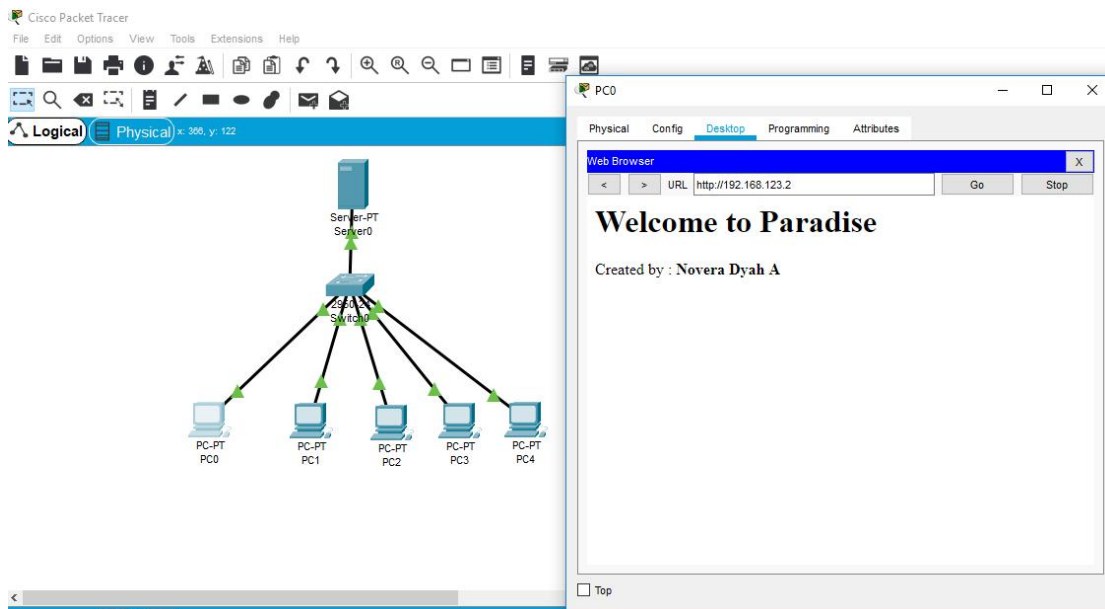 Cisco Packet Tracer
File Edit Options View Tools Extensions Help
Logical Physical x: 366, y: 122
Server-PT
Server0
2950-24
Switch0
PC-PT
PC0
PC-PT
PC1
PC-PT
PC2
PC-PT
PC3
PC-PT
PC4
PC0
Physical Config Desktop Programming Attributes
Web Browser X
< > URL http://192.168.123.2 Go Stop
Welcome to Paradise
Created by : Novera Dyah A
Top